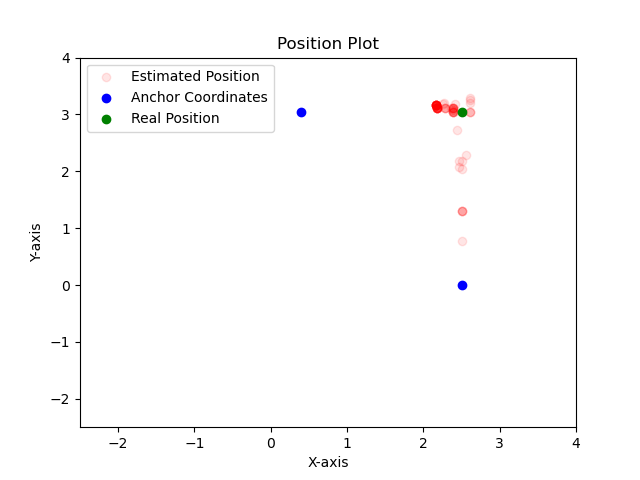 Position Plot
Estimated Position
Anchor Coordinates
Real Position
4
3
2
1
0
−1
−2
Y-axis
−2
−1
0
1
2
3
4
X-axis